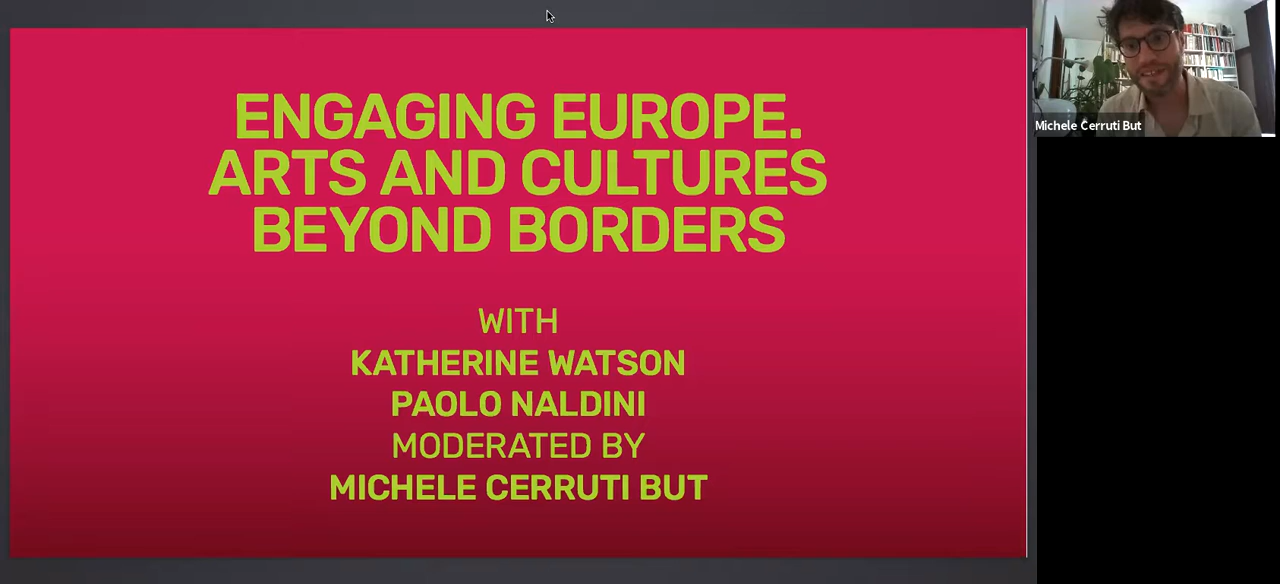 ENGAGING EUROPE.
ARTS AND CULTURES
BEYOND BORDERS
WITH
KATHERINE WATSON
PAOLO NALDINI
MODERATED BY
MICHELE CERRUTI BUT
Michele Cerruti But